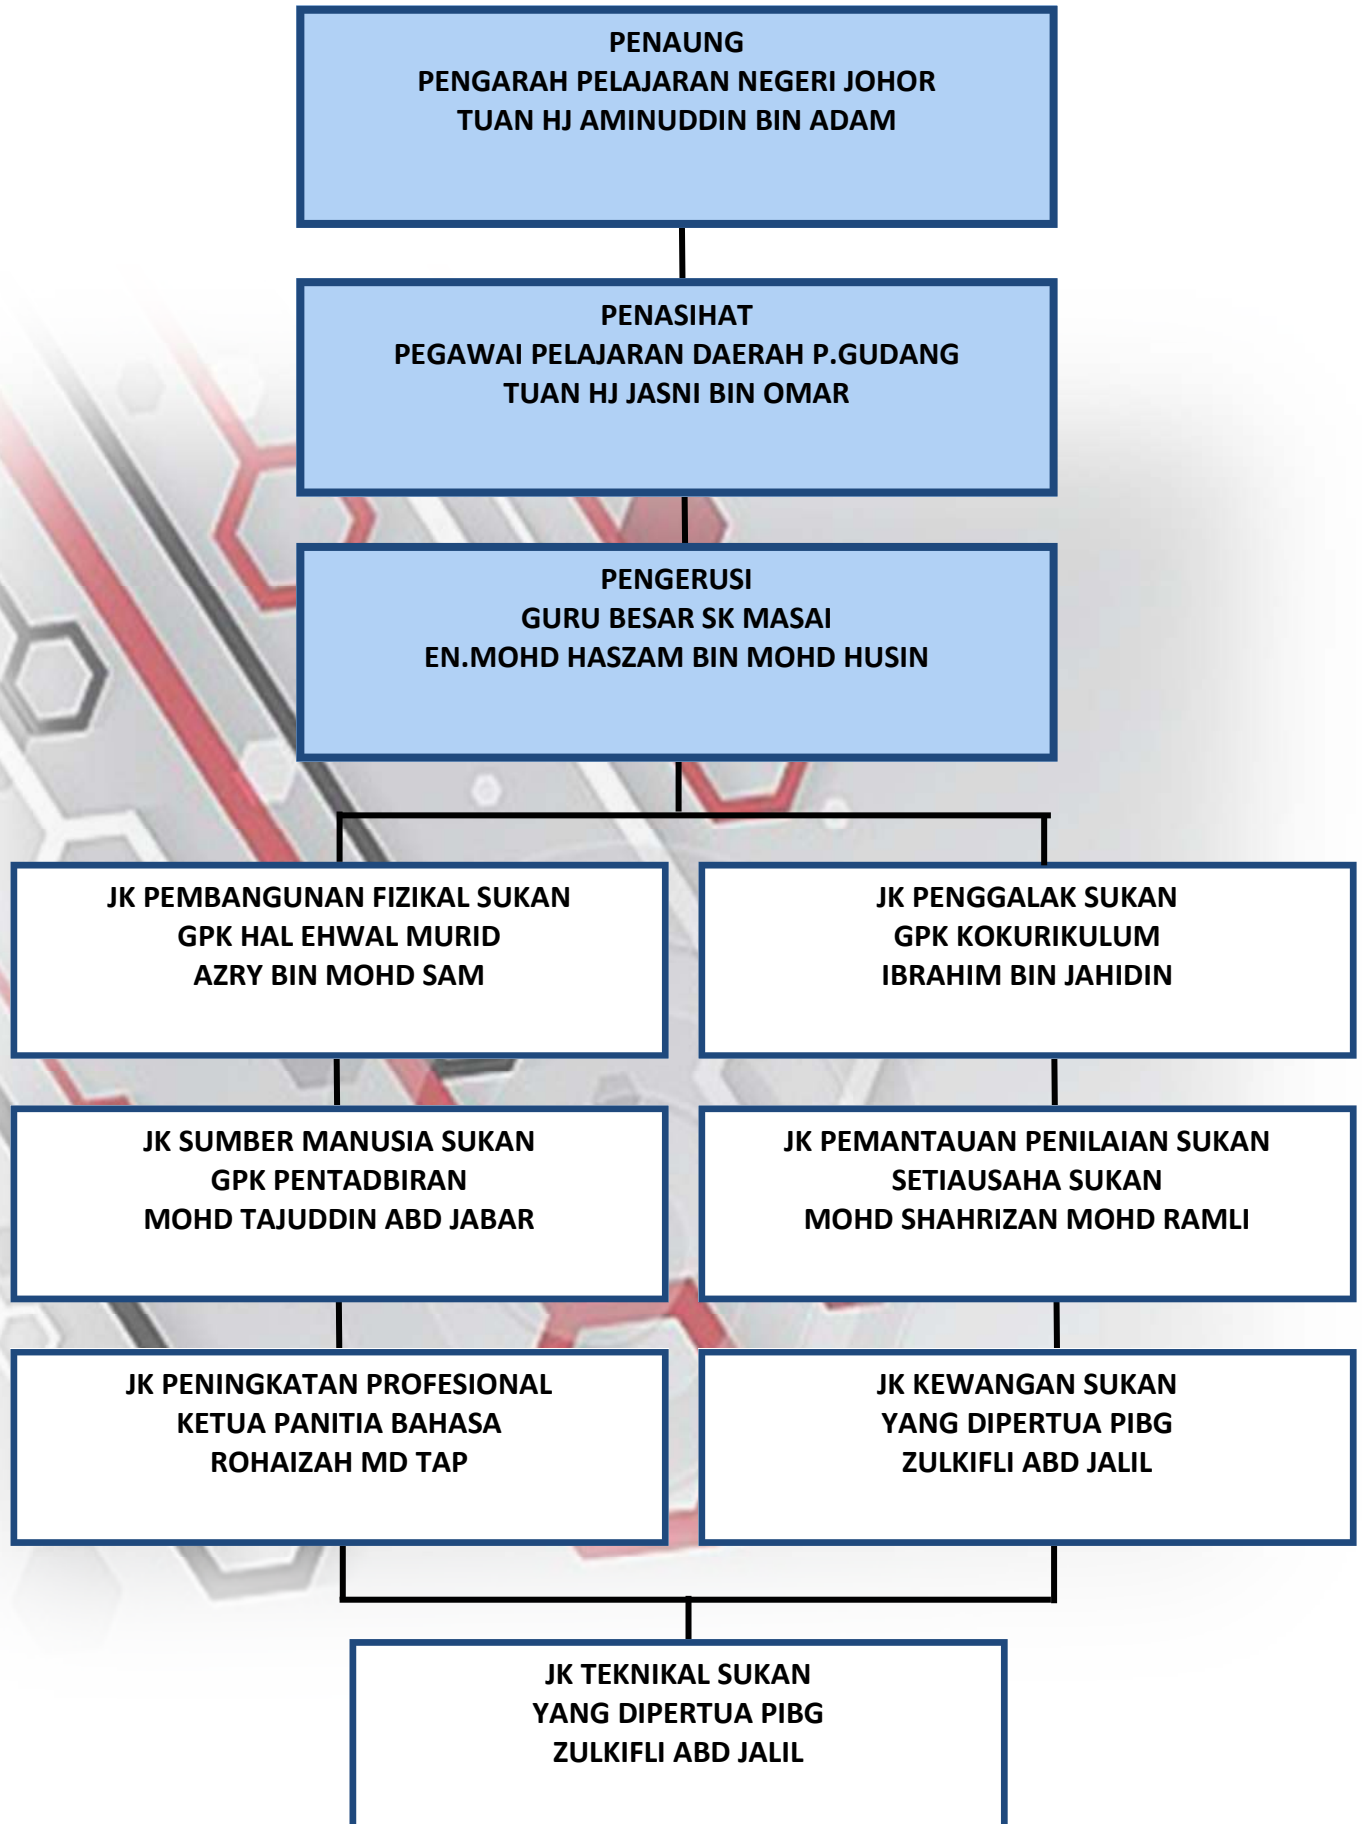 PENAUNG
PENGARAH PELAJARAN NEGERI JOHOR
TUAN HJ AMINUDDIN BIN ADAM
PENASIHAT
PEGAWAI PELAJARAN DAERAH P.GUDANG
TUAN HJ JASNI BIN OMAR
PENGERUSI
GURU BESAR SK MASAI
EN.MOHD HASZAM BIN MOHD HUSIN
JK PEMBANGUNAN FIZIKAL SUKAN
GPK HAL EHWAL MURID
AZRY BIN MOHD SAM
JK PENGGALAK SUKAN
GPK KOKURIKULUM
IBRAHIM BIN JAHIDIN
JK SUMBER MANUSIA SUKAN
GPK PENTADBIRAN
MOHD TAJUDDIN ABD JABAR
JK PEMANTAUAN PENILAIAN SUKAN
SETIAUSAHA SUKAN
MOHD SHAHRIZAN MOHD RAMLI
JK PENINGKATAN PROFESIONAL
KETUA PANITIA BAHASA
ROHAIZAH MD TAP
JK KEWANGAN SUKAN
YANG DIPERTUA PIBG
ZULKIFLI ABD JALIL
JK TEKNIKAL SUKAN
YANG DIPERTUA PIBG
ZULKIFLI ABD JALIL